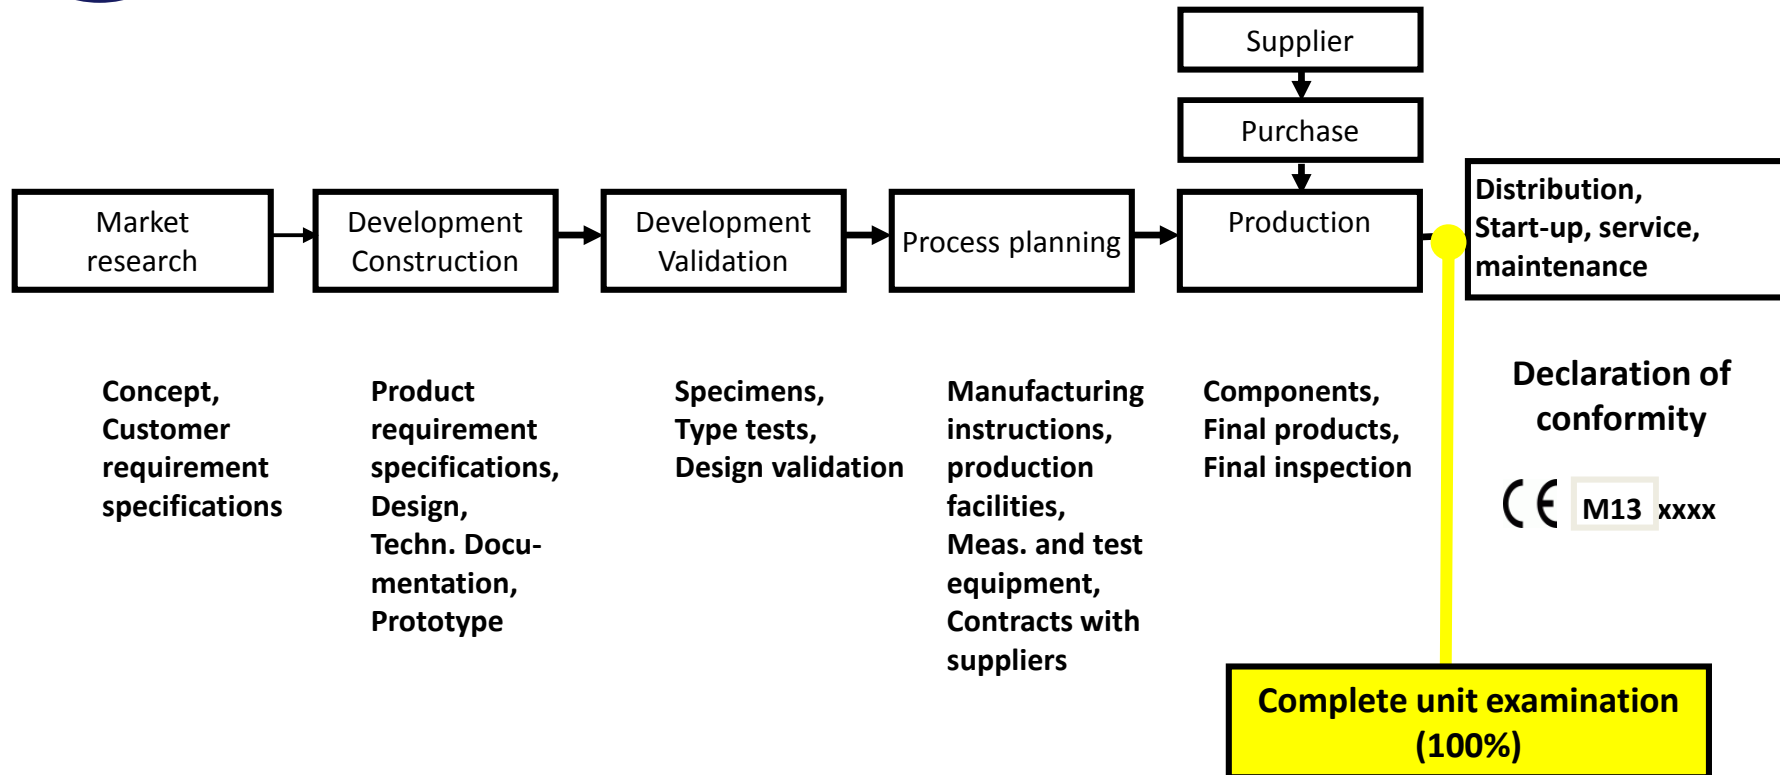 Supplier
Purchase
Market
research
Development
Construction
Development
Validation
Process planning
Production
Distribution,
Start-up, service,
maintenance
Concept,
Customer
requirement
specifications
Product
requirement
specifications,
Design,
Techn. Docu-
mentation,
Prototype
Specimens,
Type tests,
Design validation
Manufacturing
instructions,
production
facilities,
Meas. and test
equipment,
Contracts with
suppliers
Components,
Final products,
Final inspection
Declaration of
conformity
CE M13 xxxx
Complete unit examination
(100%)